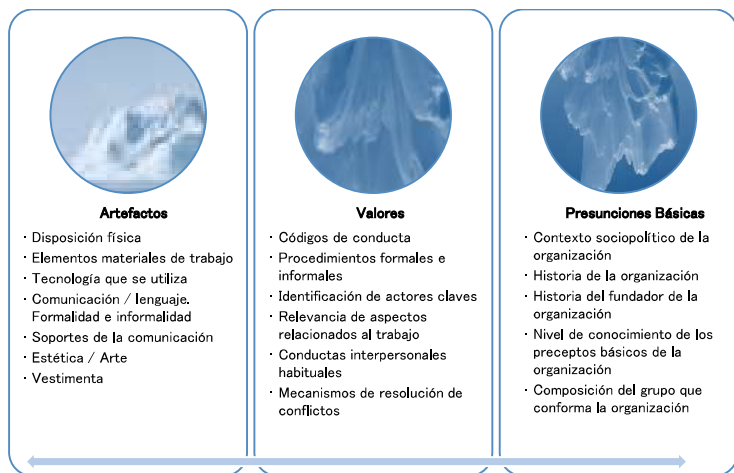 Artefactos
· Disposición física
· Elementos materiales de trabajo
· Tecnología que se utiliza
· Comunicación / lenguaje.
Formalidad e informalidad
· Soportes de la comunicación
· Estética / Arte
· Vestimenta
Valores
· Códigos de conducta
· Procedimientos formales e
informales
· Identificación de actores claves
· Relevancia de aspectos
relacionados al trabajo
· Conductas interpersonales
habituales
· Mecanismos de resolución de
conflictos
Presunciones Básicas
· Contexto sociopolítico de la
organización
· Historia de la organización
· Historia del fundador de la
organización
· Nivel de conocimiento de los
preceptos básicos de la
organización
· Composición del grupo que
conforma la organización